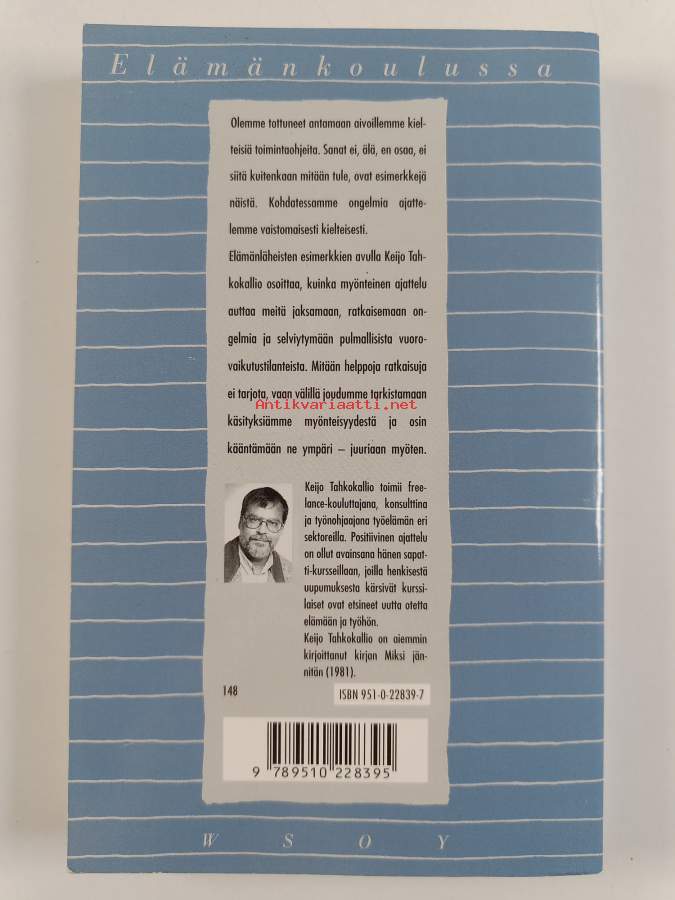 Elämänkoulussa
Olemme tottuneet antamaan aivoillemme kiel-
teisiä toimintaohjeita. Sanat ei, älä, en osaa, ei
siitä kuitenkaan mitään tule, ovat esimerkkejä
näistä. Kohdatessamme ongelmia ajatte-
lemme vaistomaisesti kielteisesti.
Elämänläheisten esimerkkien avulla Keijo Tah-
kokallio osoittaa, kuinka myönteinen ajattelu
auttaa meitä jaksamaan, ratkaisemaan on-
gelmia ja selviytymään pulmallisista vuoro-
vaikutustilanteista. Mitään helppoja ratkaisuja
ei tarjota, vaan välillä joudumme tarkistamaan
Antikvariaatti.net
käsityksiämme myönteisyydestä ja osin
kääntämään ne ympäri – juuriaan myöten.
Keijo Tahkokallio toimii free-
lance-kouluttajana, konsulttina
ja työnohjaajana työelämän eri
sektoreilla. Positiivinen ajattelu
on ollut avainsana hänen sapat-
ti-kursseillaan, joilla henkisestä
uupumuksesta kärsivät kurssi-
laiset ovat etsineet uutta otetta
elämään ja työhön.
Keijo Tahkokallio on aiemmin
kirjoittanut kirjan Miksi jän-
nitän (1981).
148
ISBN 951-0-22839-7
9 789510 228395
WSOY